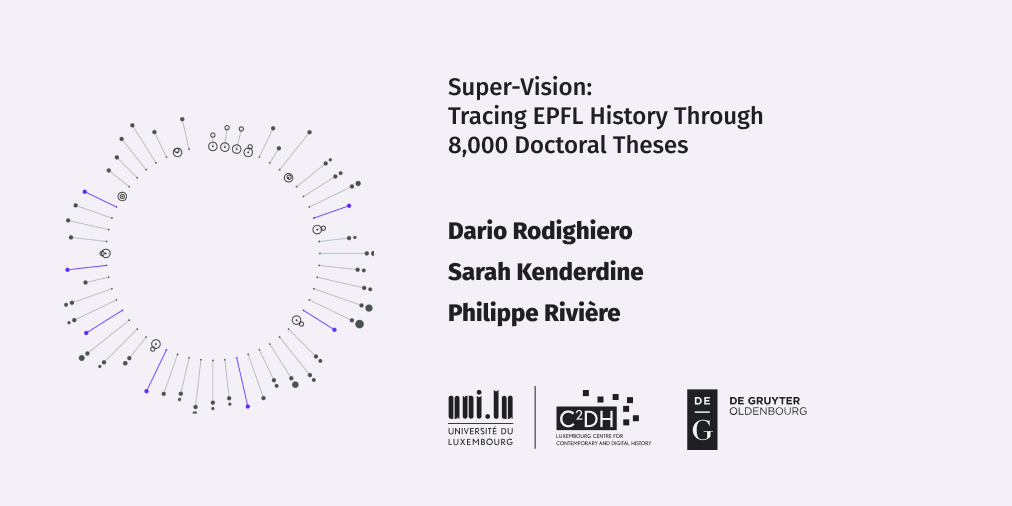 Super-Vision:
Tracing EPFL History Through
8,000 Doctoral Theses
Dario Rodighiero
Sarah Kenderdine
Philippe Rivière
uni.lu
UNIVERSITÉ DU
LUXEMBOURG
C²DH
LUXEMBOURG CENTRE FOR
CONTEMPORARY AND DIGITAL HISTORY
DE
G
DE GRUYTER
OLDENBOURG